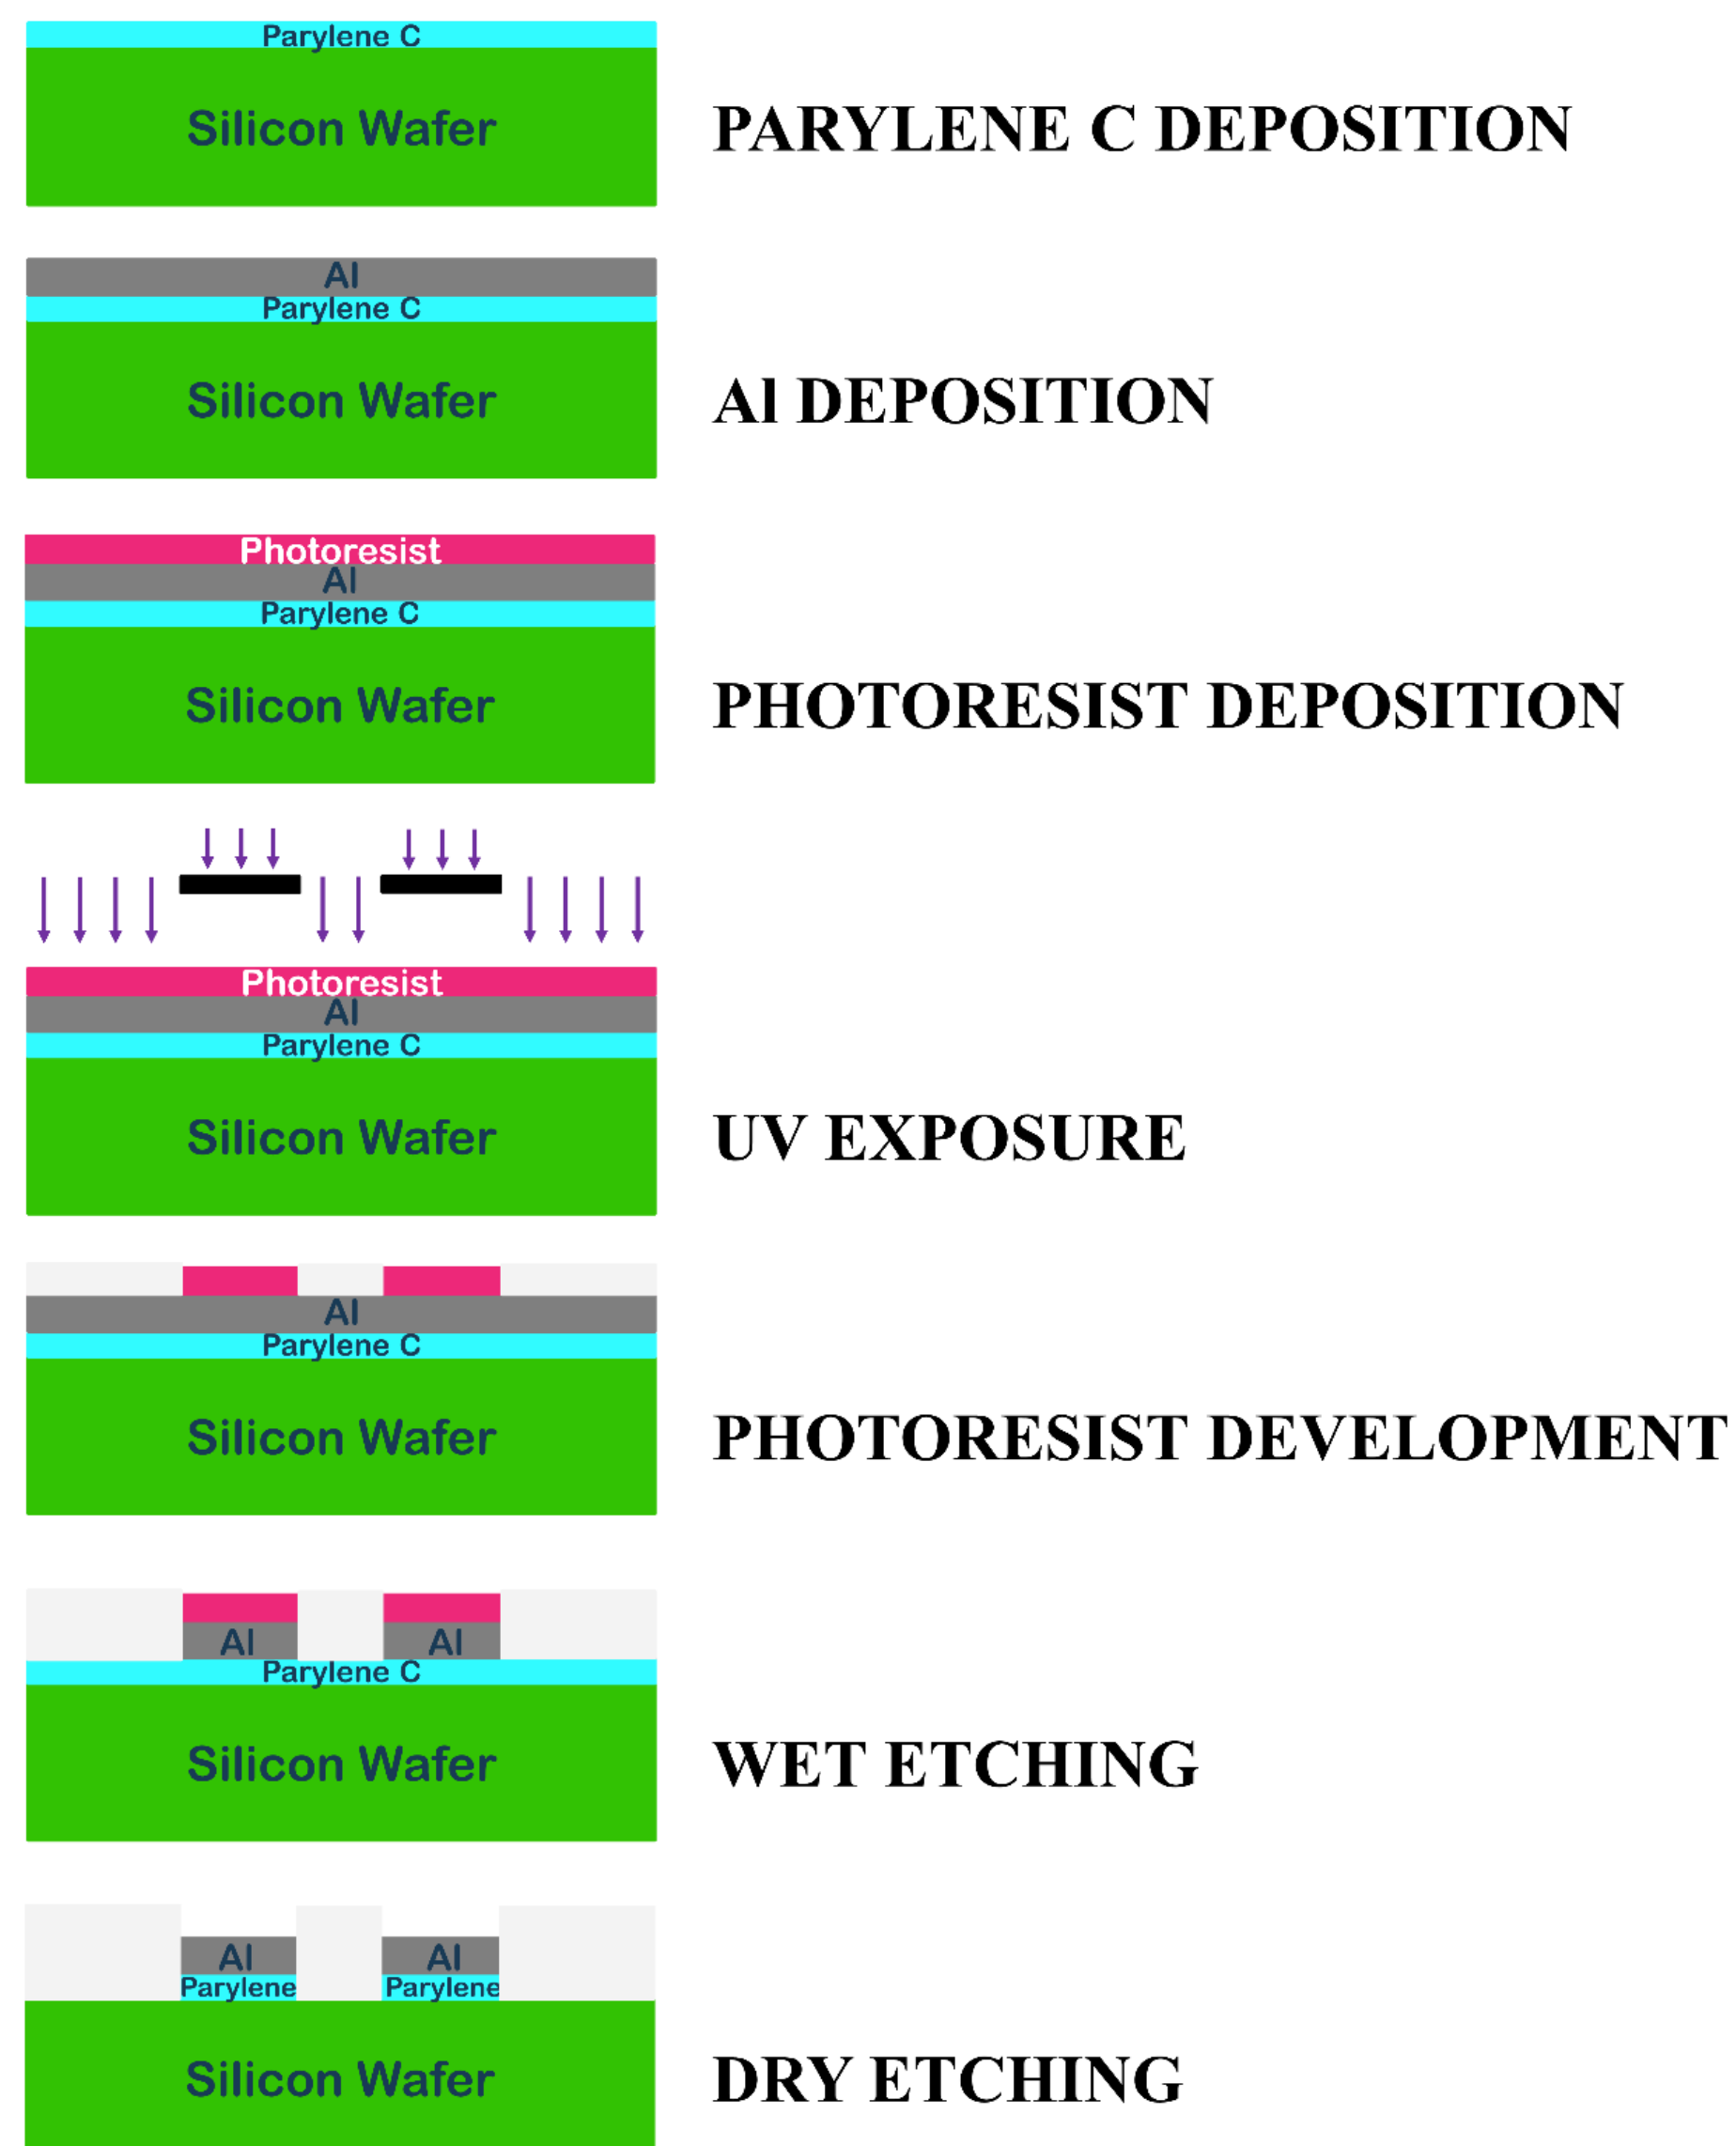 Parylene C
Silicon Wafer
PARYLENE C DEPOSITION
Al
Parylene C
Silicon Wafer
Al DEPOSITION
Photoresist
Al
Parylene C
Silicon Wafer
PHOTORESIST DEPOSITION
Photoresist
Al
Parylene C
Silicon Wafer
UV EXPOSURE
Al
Parylene C
Silicon Wafer
PHOTORESIST DEVELOPMENT
Al Al
Parylene C
Silicon Wafer
WET ETCHING
Al Al
Parylene Parylene
Silicon Wafer
DRY ETCHING